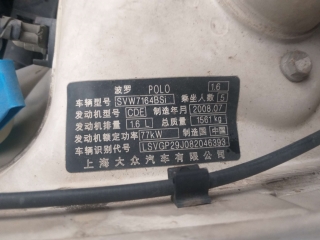 波罗 POLO 1.6
车辆型号 SVW7164BSi 乘坐人数 5
发动机型号 CDE 制造年月 2008.07
发动机排量 1.6 L 总质量 1561 kg
发动机额定功率 77kW 制造国 中国
车辆识别代号 LSVGP29J082046393
上海大众汽车有限公司